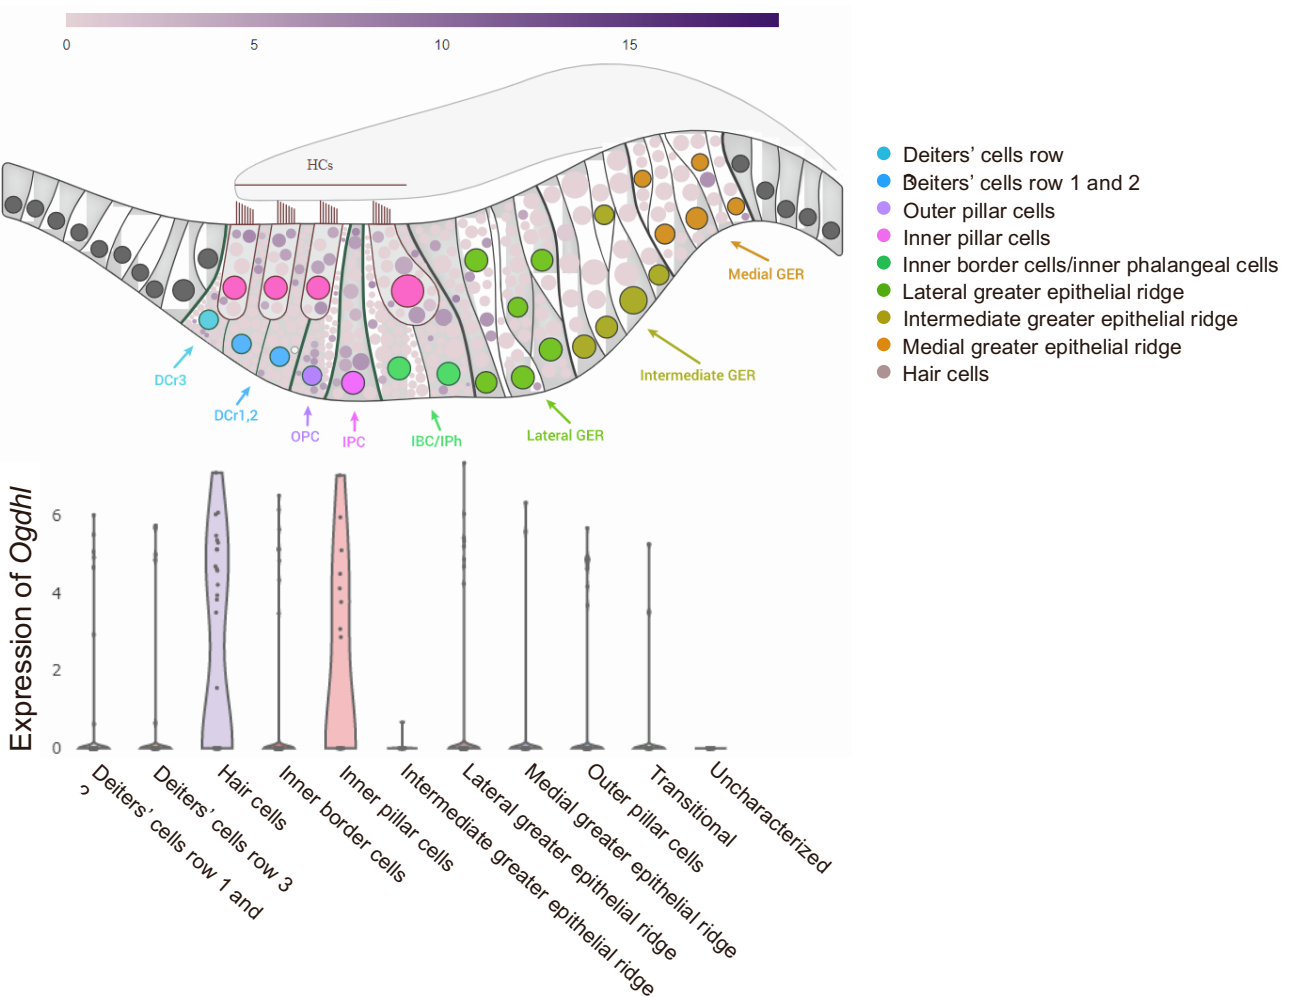 0 5 10 15
HCs
DCr3
DCr1,2
OPC
IPC
IBC/IPh
Lateral GER
Intermediate GER
Medial GER
Deiters’ cells row
3
Deiters’ cells row 1 and 2
Outer pillar cells
Inner pillar cells
Inner border cells/inner phalangeal cells
Lateral greater epithelial ridge
Intermediate greater epithelial ridge
Medial greater epithelial ridge
Hair cells
Expression of Ogdhl
6
4
2
0
Deiters’ cells row 1 and
2
Deiters’ cells row 3
Hair cells
Inner border cells
Inner pillar cells
Intermediate greater epithelial ridge
Lateral greater epithelial ridge
Medial greater epithelial ridge
Outer pillar cells
Transitional
Uncharacterized